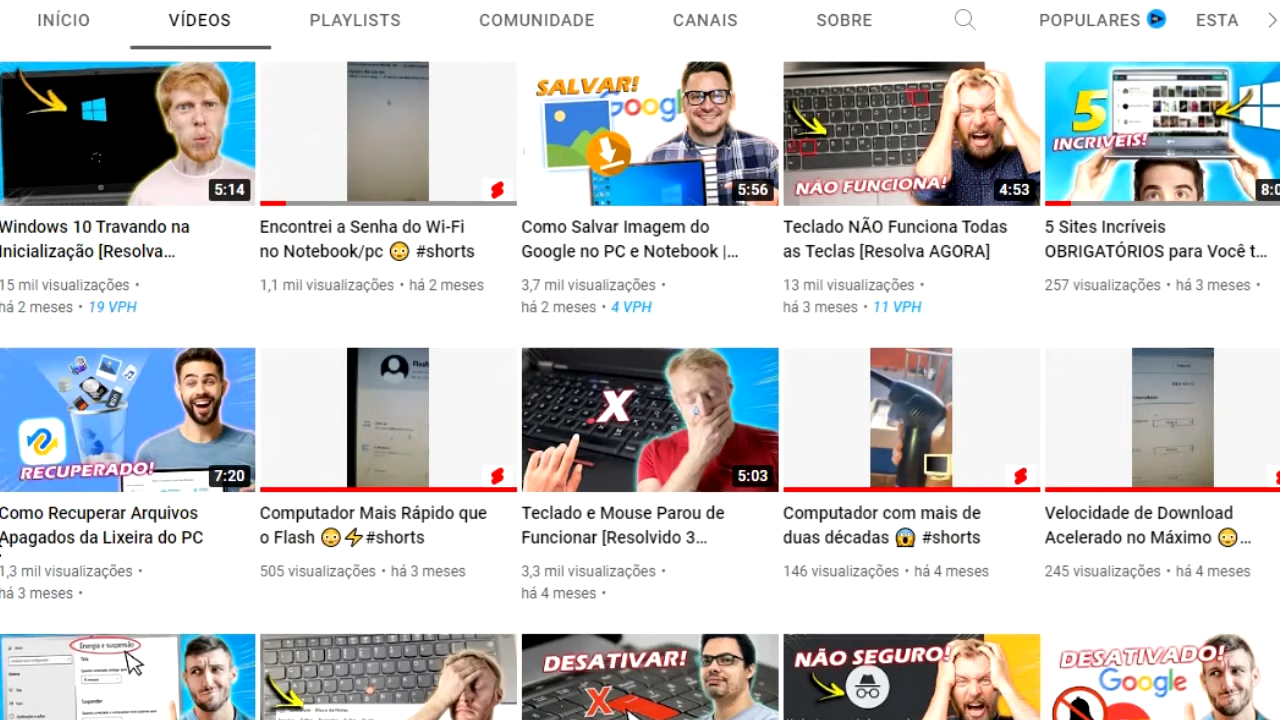 INÍCIO VÍDEOS PLAYLISTS COMUNIDADE CANAIS SOBRE POPULARES ESTA
5:14
SALVAR!
Google
5:56
NÃO FUNCIONA!
4:53
5
INCRIVEIS!
8:0
Windows 10 Travando na
Inicialização [Resolva...
15 mil visualizações •
há 2 meses • 19 VPH
Encontrei a Senha do Wi-Fi
no Notebook/pc 😳 #shorts
1,1 mil visualizações • há 2 meses
Como Salvar Imagem do
Google no PC e Notebook |...
3,7 mil visualizações •
há 2 meses • 4 VPH
Teclado NÃO Funciona Todas
as Teclas [Resolva AGORA]
13 mil visualizações •
há 3 meses • 11 VPH
5 Sites Incríveis
OBRIGATÓRIOS para Você t...
257 visualizações • há 3 meses •
RECUPERADO!
7:20
X
5:03
Como Recuperar Arquivos
Apagados da Lixeira do PC
1,3 mil visualizações •
há 3 meses •
Computador Mais Rápido que
o Flash 😳⚡#shorts
505 visualizações • há 3 meses
Teclado e Mouse Parou de
Funcionar [Resolvido 3...
3,3 mil visualizações •
há 4 meses •
Computador com mais de
duas décadas 😱 #shorts
146 visualizações • há 4 meses
Velocidade de Download
Acelerado no Máximo 😳...
245 visualizações • há 4 meses
Energia e suspensão
Suspender
DESATIVAR!
X
NÃO SEGURO!
DESATIVADO!
Google